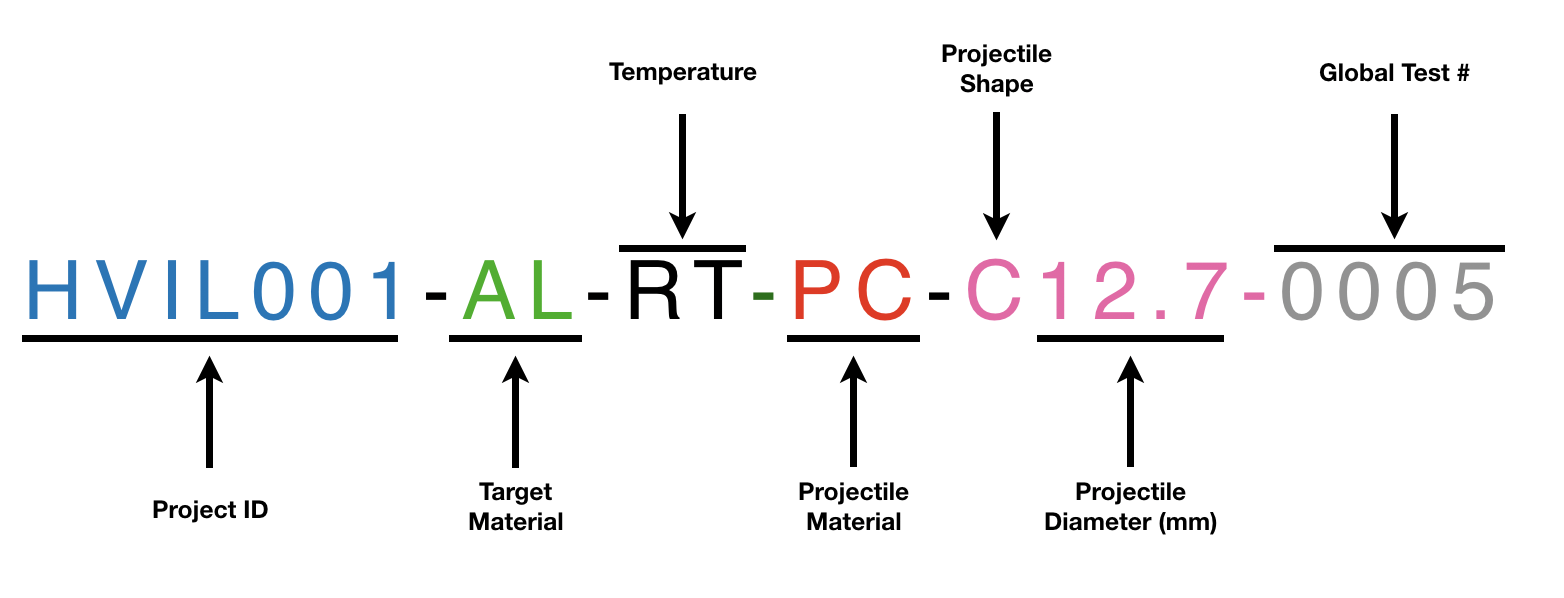 Temperature
Projectile
Shape
Global Test #
HVIL001-AL-RT-PC-C12.7-0005
Project ID
Target
Material
Projectile
Material
Projectile
Diameter (mm)